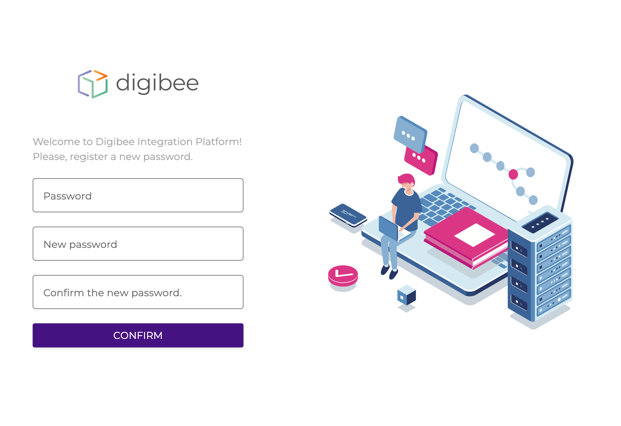 digibee
Welcome to Digibee Integration Platform!
Please, register a new password.
Password
New password
Confirm the new password.
CONFIRM